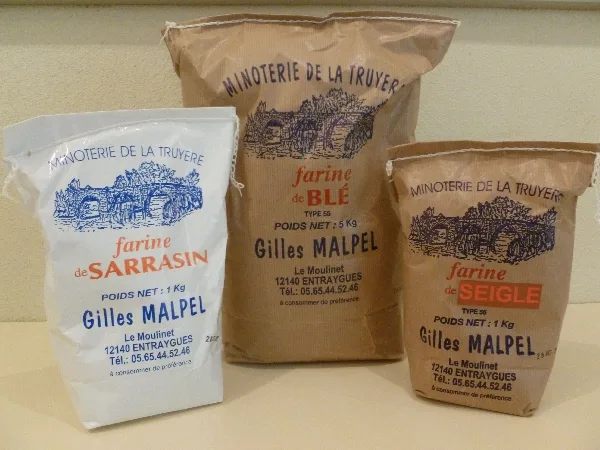 MINOTERIE DE LA TRUYERE
farine
de SARRASIN
POIDS NET : 1 Kg
Gilles MALPEL
Le Moulinet
12140 ENTRAYGUES
Tél.: 05.65.44.52.46
à consommer de préférence
MINOTERIE DE LA TRUYERE
farine
de BLÉ
TYPE 55
POIDS NET : 5 Kg
Gilles MALPEL
Le Moulinet
12140 ENTRAYGUES
Tél.: 05.65.44.52.46
à consommer de préférence
MINOTERIE DE LA TRUYERE
farine
de SEIGLE
POIDS NET : 1 Kg
Gilles MALPEL
Le Moulinet
12140 ENTRAYGUES
Tél.: 05.65.44.52.46
à consommer de préférence